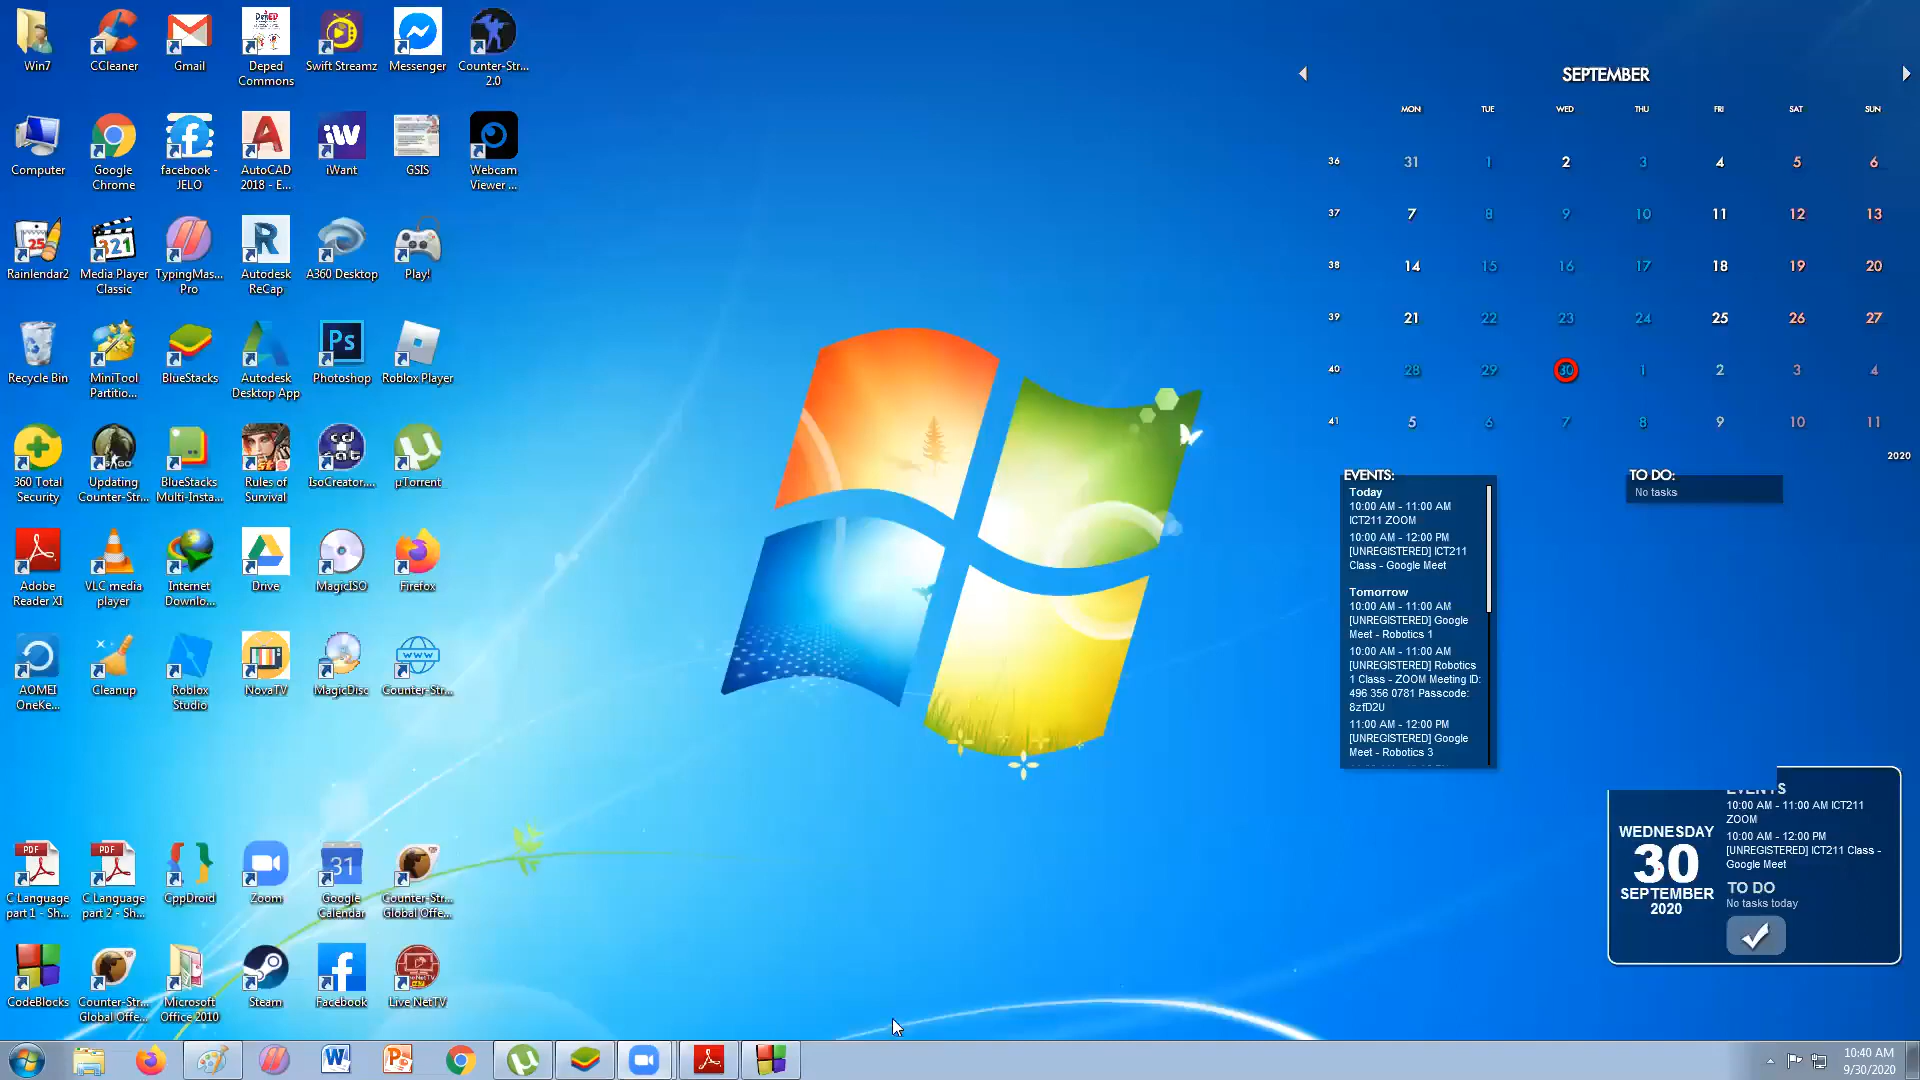 Win7
CCleaner
Gmail
Deped
Commons
Swift Streamz
Messenger
Counter-Str...
2.0
Computer
Google
Chrome
facebook -
JELO
AutoCAD
2018 - E...
iWant
GSIS
Webcam
Viewer ...
Rainlendar2
Media Player
Classic
TypingMas...
Pro
Autodesk
ReCap
A360 Desktop
Play!
Recycle Bin
MiniTool
Partitio...
BlueStacks
Autodesk
Desktop App
Photoshop
Roblox Player
360 Total
Security
Updating
Counter-Str...
BlueStacks
Multi-Insta...
Rules of
Survival
IsoCreator....
µTorrent
Adobe
Reader XI
VLC media
player
Internet
Downlo...
Drive
MagicISO
Firefox
AOMEI
OneKe...
Cleanup
Roblox
Studio
NovaTV
MagicDisc
Counter-Str...
C Language
part 1 - Sh...
C Language
part 2 - Sh...
CppDroid
Zoom
Google
Calendar
Counter-Str...
Global Offe...
CodeBlocks
Counter-Str...
Global Offe...
Microsoft
Office 2010
Steam
Facebook
Live NetTV
SEPTEMBER
MON TUE WED THU FRI SAT SUN
36 31 1 2 3 4 5 6
37 7 8 9 10 11 12 13
38 14 15 16 17 18 19 20
39 21 22 23 24 25 26 27
40 28 29 30 1 2 3 4
41 5 6 7 8 9 10 11
2020
EVENTS:
Today
10:00 AM - 11:00 AM
ICT211 ZOOM
10:00 AM - 12:00 PM
[UNREGISTERED] ICT211
Class - Google Meet
Tomorrow
10:00 AM - 11:00 AM
[UNREGISTERED] Google
Meet - Robotics 1
10:00 AM - 11:00 AM
[UNREGISTERED] Robotics
1 Class - ZOOM Meeting ID:
496 356 0781 Passcode:
8zfD2U
11:00 AM - 12:00 PM
[UNREGISTERED] Google
Meet - Robotics 3
TO DO:
No tasks
WEDNESDAY
30
SEPTEMBER
2020
EVENTS
10:00 AM - 11:00 AM ICT211
ZOOM
10:00 AM - 12:00 PM
[UNREGISTERED] ICT211 Class -
Google Meet
TO DO
No tasks today
10:40 AM
9/30/2020